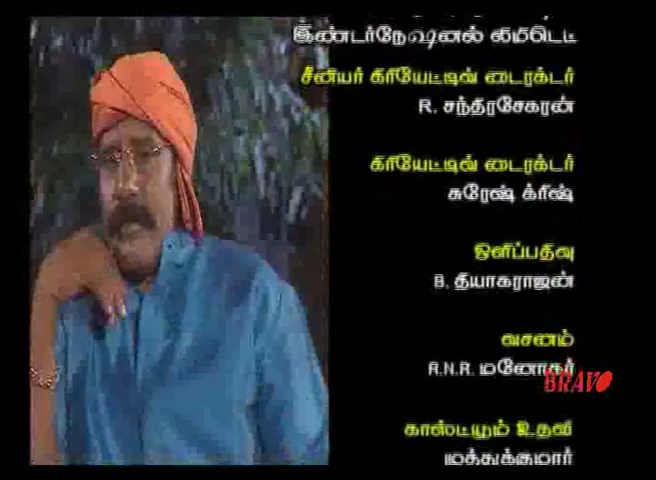 இண்டர்நேஷனல் லிமிடெட்
சீனியர் கிரியேட்டிவ் டைரக்டர்
R. சந்திரசேகரன்
கிரியேட்டிவ் டைரக்டர்
சுரேஷ் க்ரிஷ்
ஒளிப்பதிவு
B. தியாகராஜன்
வசனம்
R.N.R. மனோகர்
BRAVO
காஸ்ட்யூம் உதவி
முத்துக்குமார்